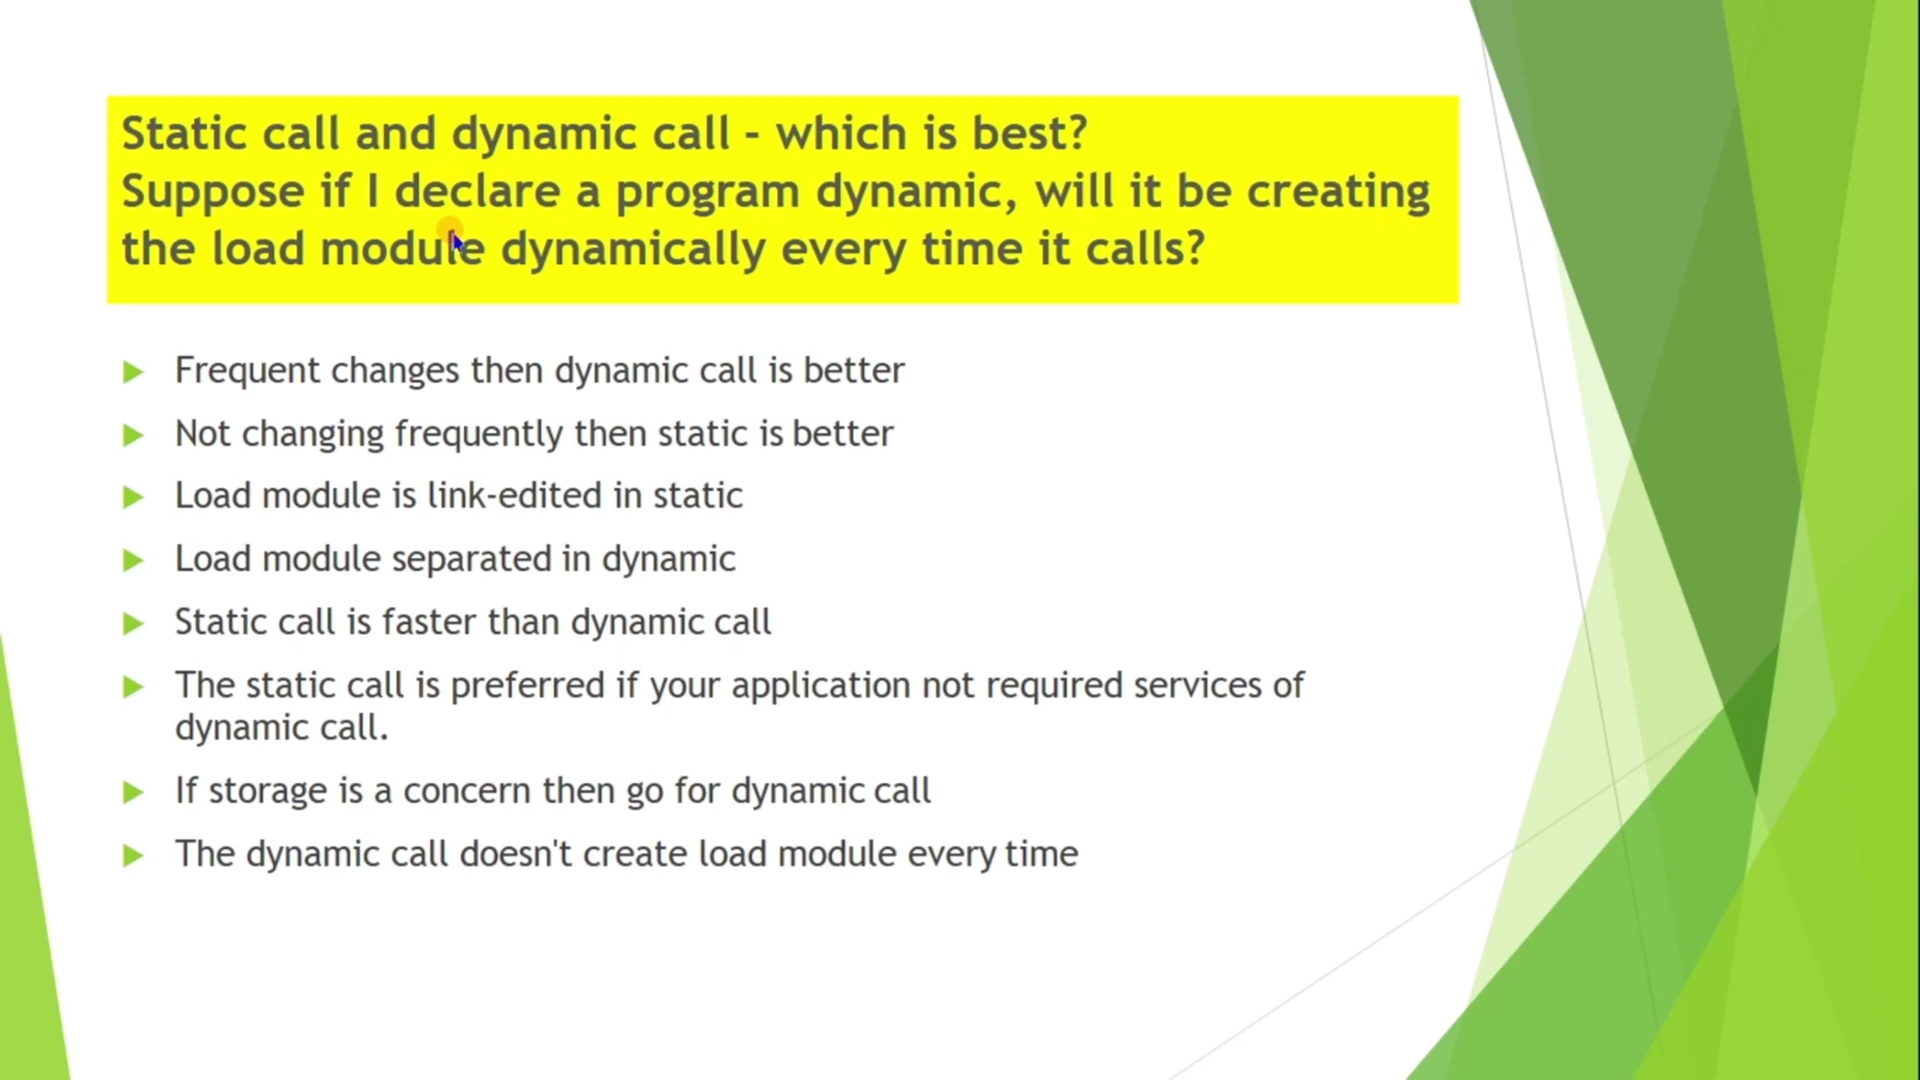 Static call and dynamic call - which is best?
Suppose if I declare a program dynamic, will it be creating
the load module dynamically every time it calls?
Frequent changes then dynamic call is better
Not changing frequently then static is better
Load module is link-edited in static
Load module separated in dynamic
Static call is faster than dynamic call
The static call is preferred if your application not required services of
dynamic call.
If storage is a concern then go for dynamic call
The dynamic call doesn't create load module every time